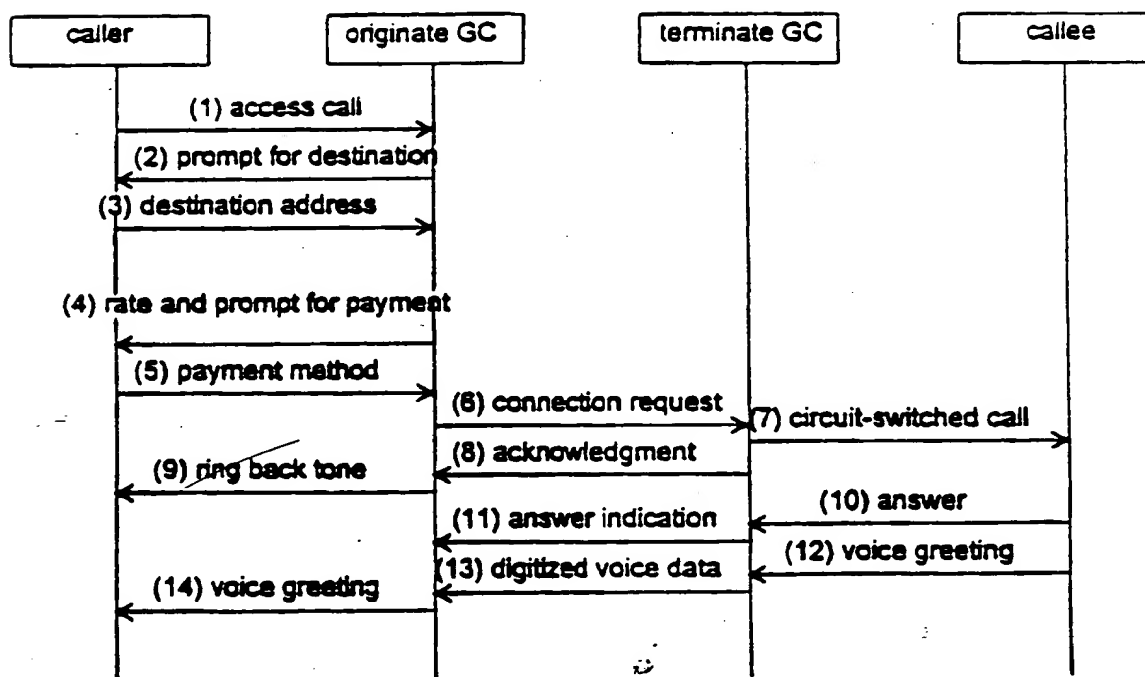 caller
originate GC
terminate GC
callee
(1) access call
(2) prompt for destination
(3) destination address
(4) rate and prompt for payment
(5) payment method
(6) connection request
(7) circuit-switched call
(8) acknowledgment
(9) ring back tone
(10) answer
(11) answer indication
(12) voice greeting
(13) digitized voice data
(14) voice greeting